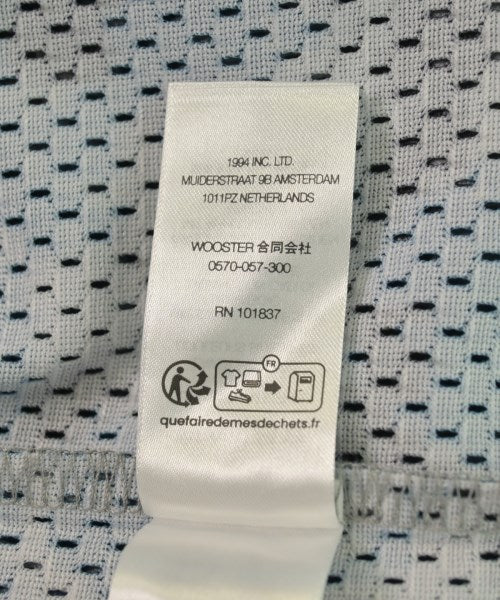 1994 INC. LTD.
MUIDERSTRAAT 9B AMSTERDAM
1011PZ NETHERLANDS
WOOSTER 合同会社
0570-057-300
RN 101837
FR
quefairedemesdechets.fr